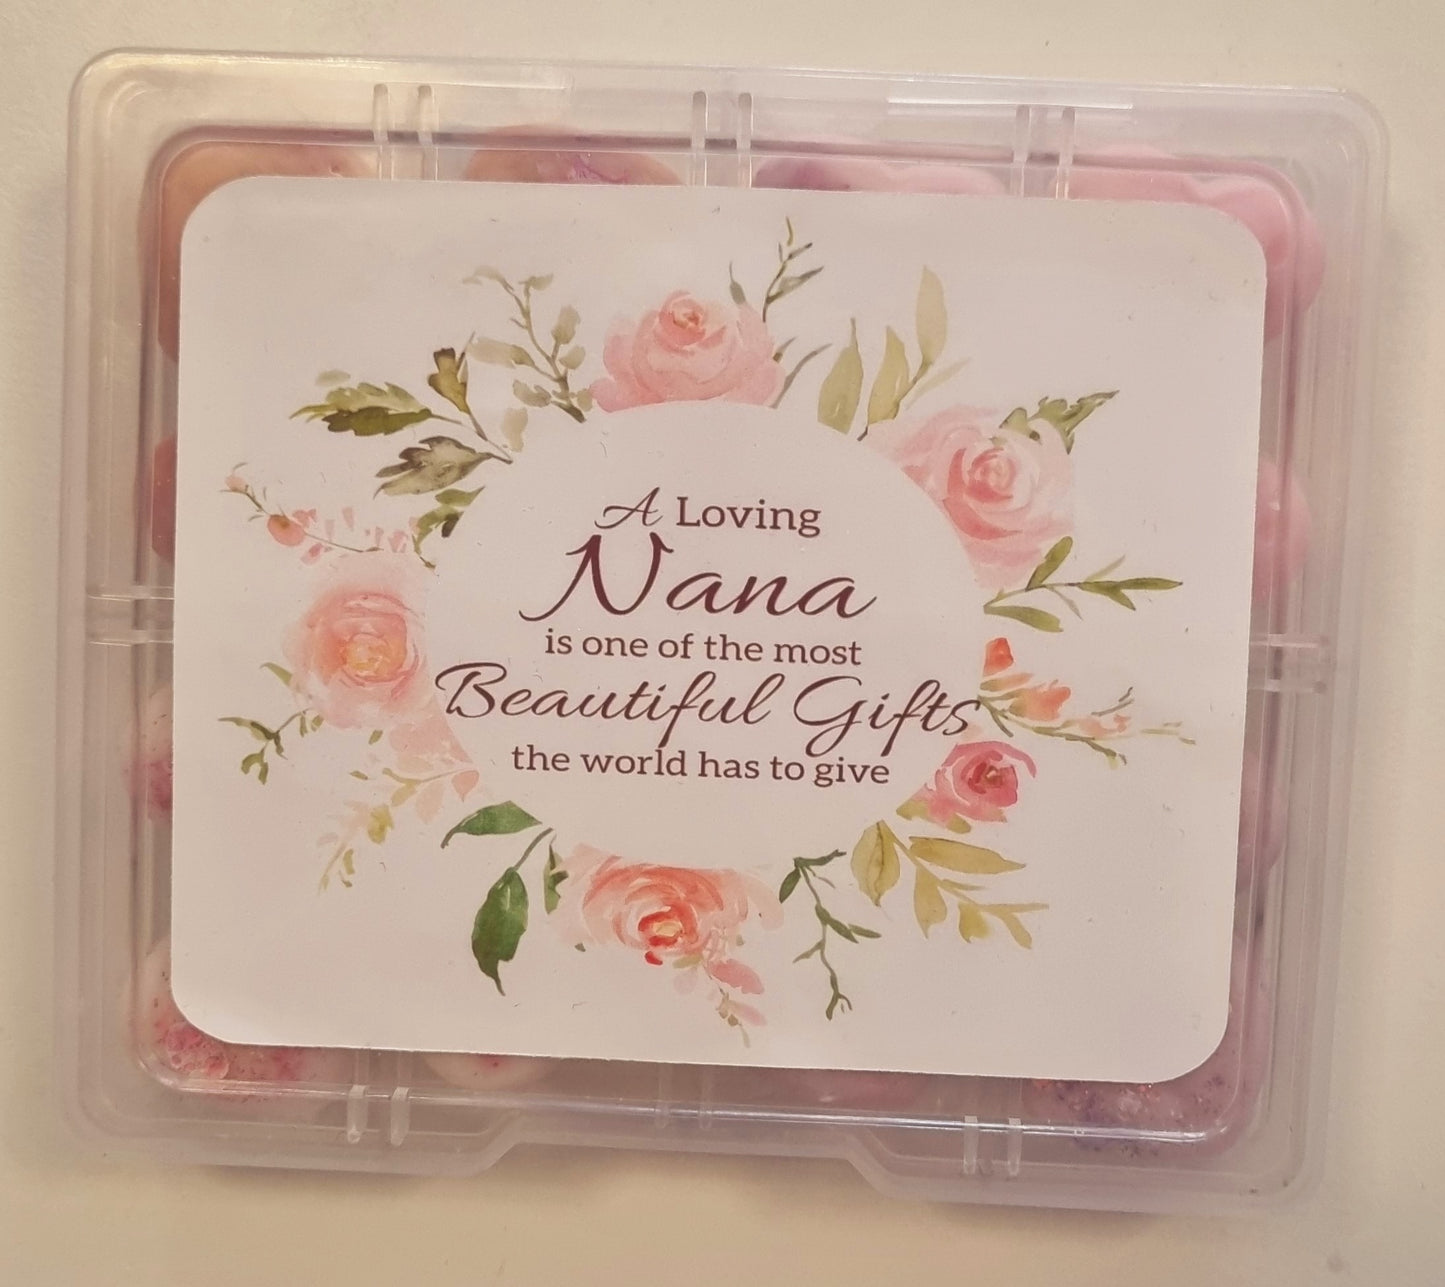 A Loving
Nana
is one of the most
Beautiful Gifts
the world has to give